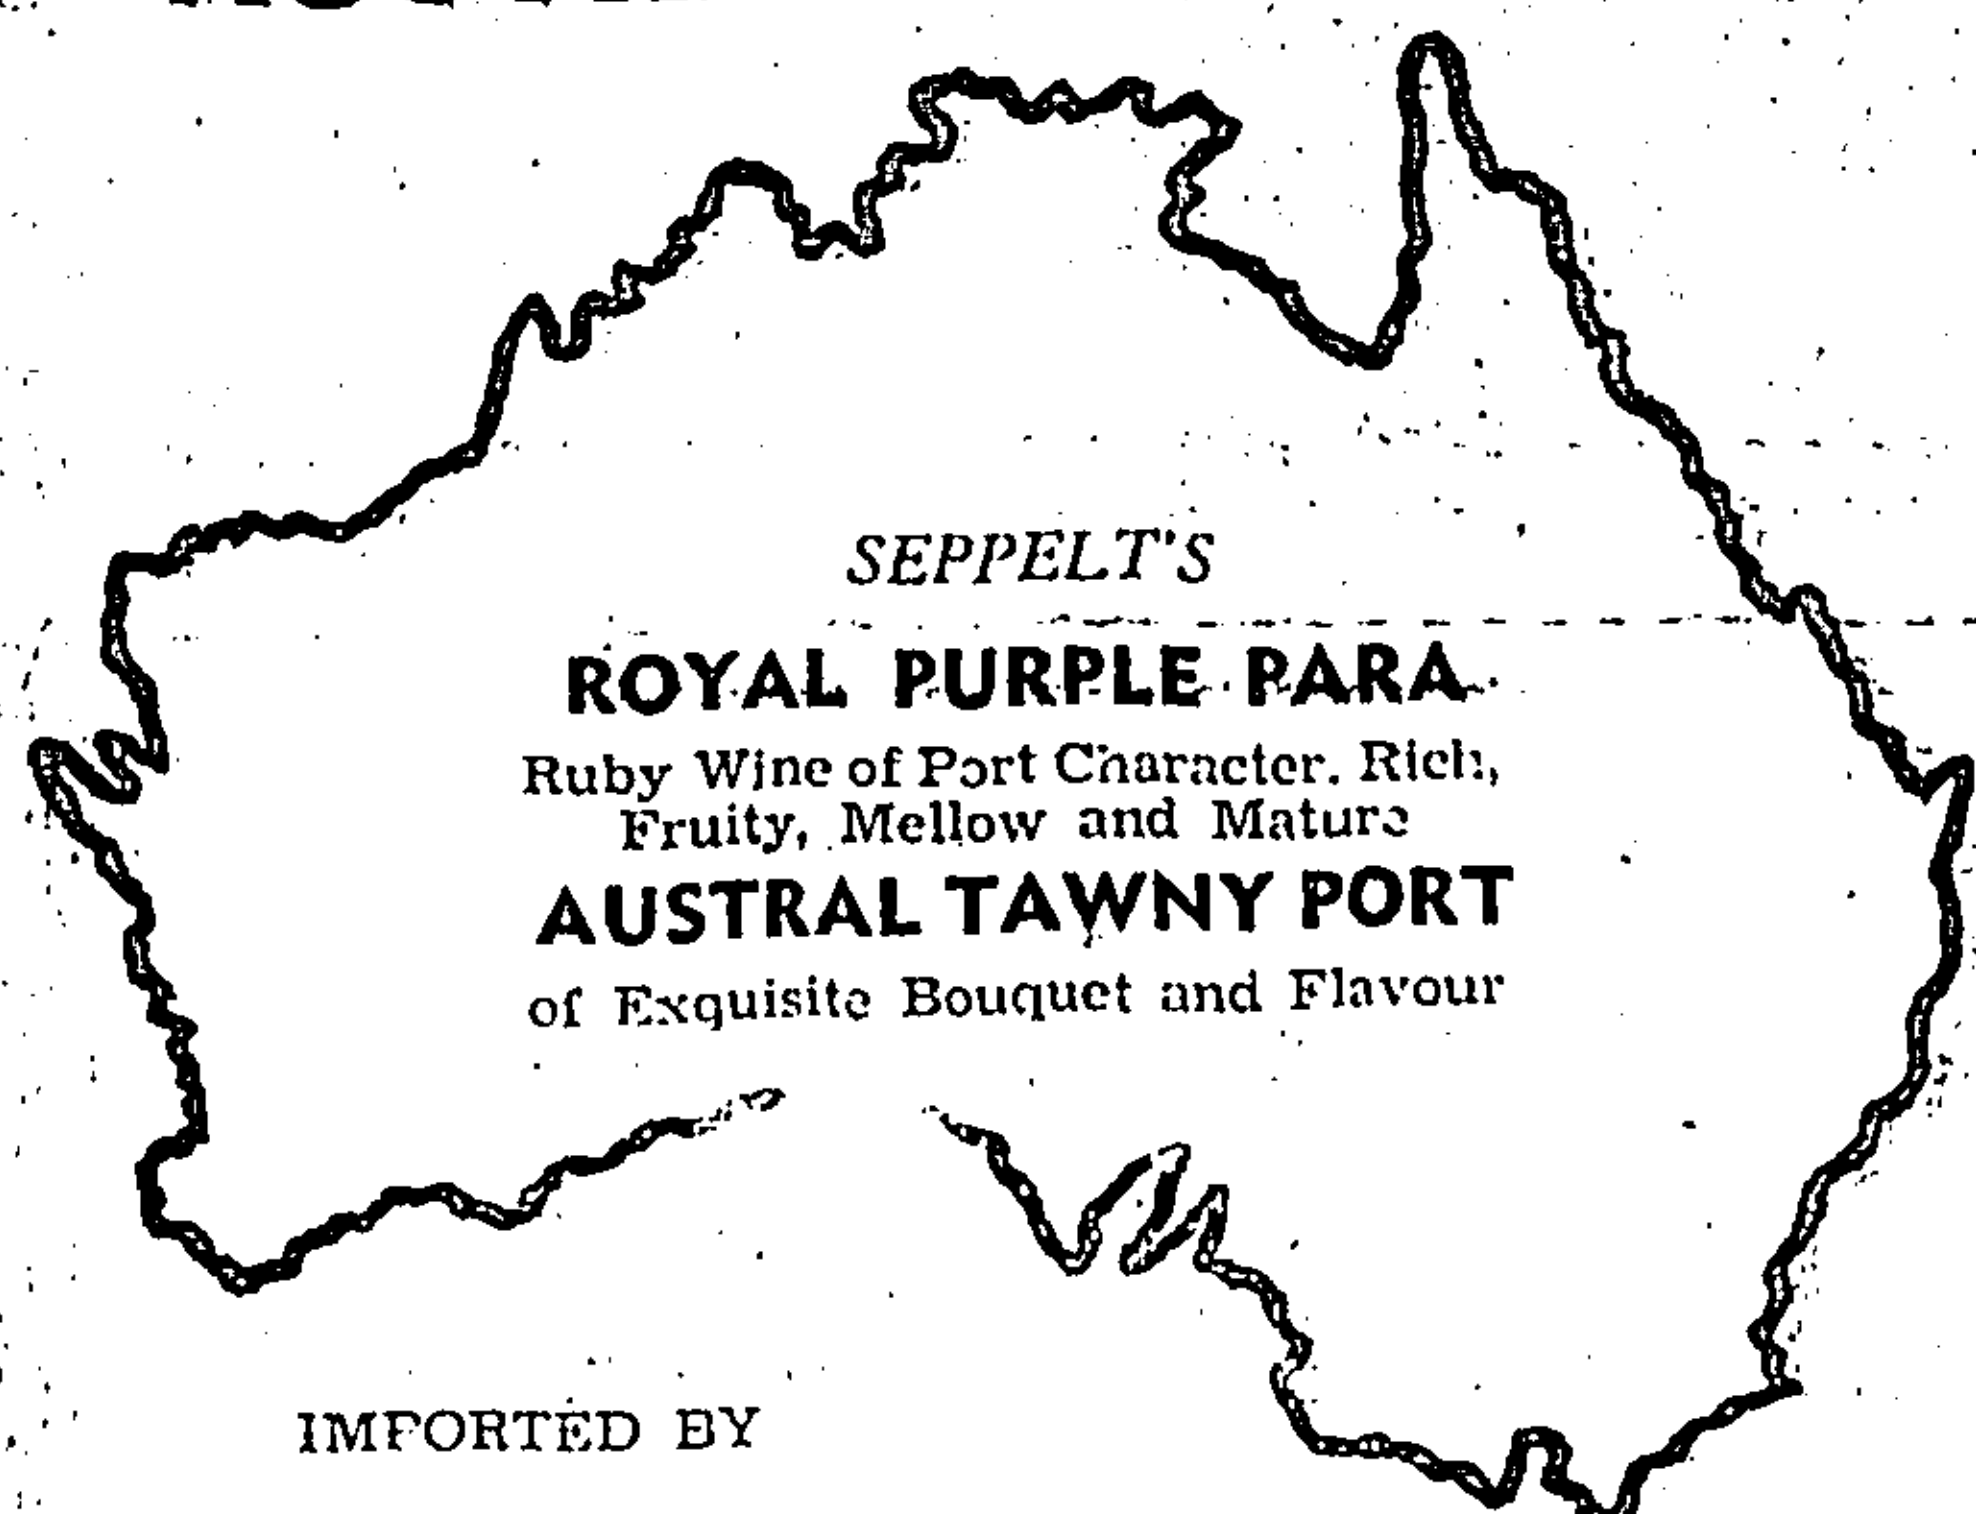 SEPPELT'S
ROYAL PURPLE PARA
Ruby Wine of Port Character. Rich,
Fruity, Mellow and Mature
AUSTRAL TAWNY PORT
of Exquisite Bouquet and Flavour
IMPORTED BY